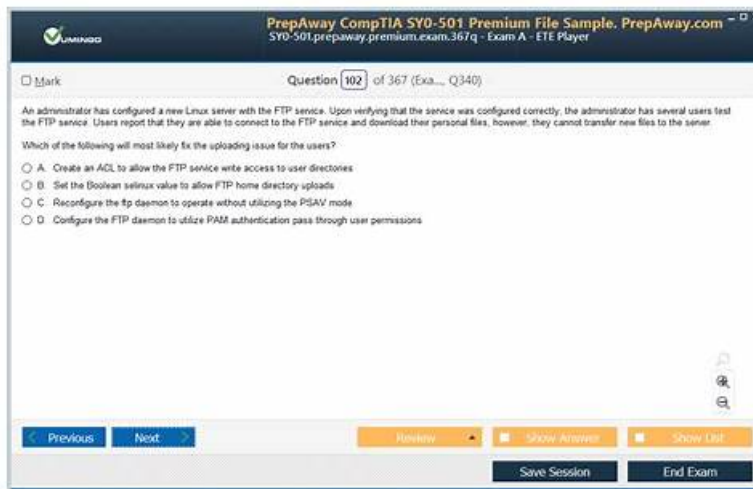 VUMINGO
PrepAway CompTIA SY0-501 Premium File Sample. PrepAway.com
SY0-501.prepaway.premium.exam.367q - Exam A - ETE Player
Mark
Question 102 of 367 (Exa..., Q340)
An administrator has configured a new Linux server with the FTP service. Upon verifying that the service was configured correctly, the administrator has several users test
the FTP service. Users report that they are able to connect to the FTP service and download their personal files, however, they cannot transfer new files to the server.
Which of the following will most likely fix the uploading issue for the users?
A. Create an ACL to allow the FTP service write access to user directories
B. Set the Boolean selinux value to allow FTP home directory uploads
C. Reconfigure the ftp daemon to operate without utilizing the PSAV mode
D. Configure the FTP daemon to utilize PAM authentication pass through user permissions
Previous Next Review Show Answer Show List
Save Session End Exam